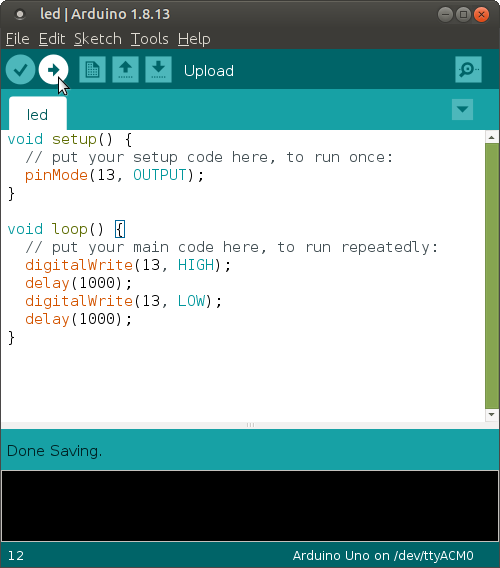 led | Arduino 1.8.13
File Edit Sketch Tools Help
Upload
led
void setup() {
  // put your setup code here, to run once:
  pinMode(13, OUTPUT);
}
void loop() {
  // put your main code here, to run repeatedly:
  digitalWrite(13, HIGH);
  delay(1000);
  digitalWrite(13, LOW);
  delay(1000);
}
Done Saving.
12 Arduino Uno on /dev/ttyACM0